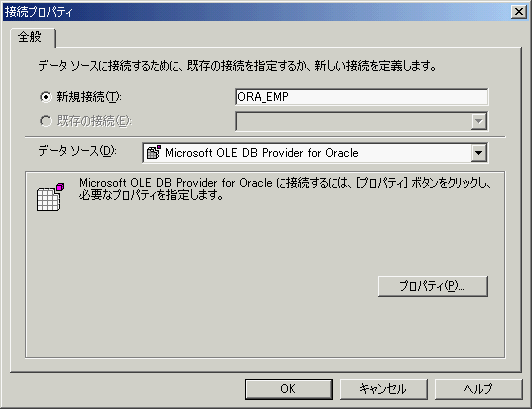 接続プロパティ
全般
データ ソースに接続するために、既存の接続を指定するか、新しい接続を定義します。
新規接続(T):
ORA_EMP
既存の接続(E):
データ ソース(D):
Microsoft OLE DB Provider for Oracle
Microsoft OLE DB Provider for Oracle に接続するには、[プロパティ] ボタンをクリックし、
必要なプロパティを指定します。
プロパティ(P)...
OK
キャンセル
ヘルプ